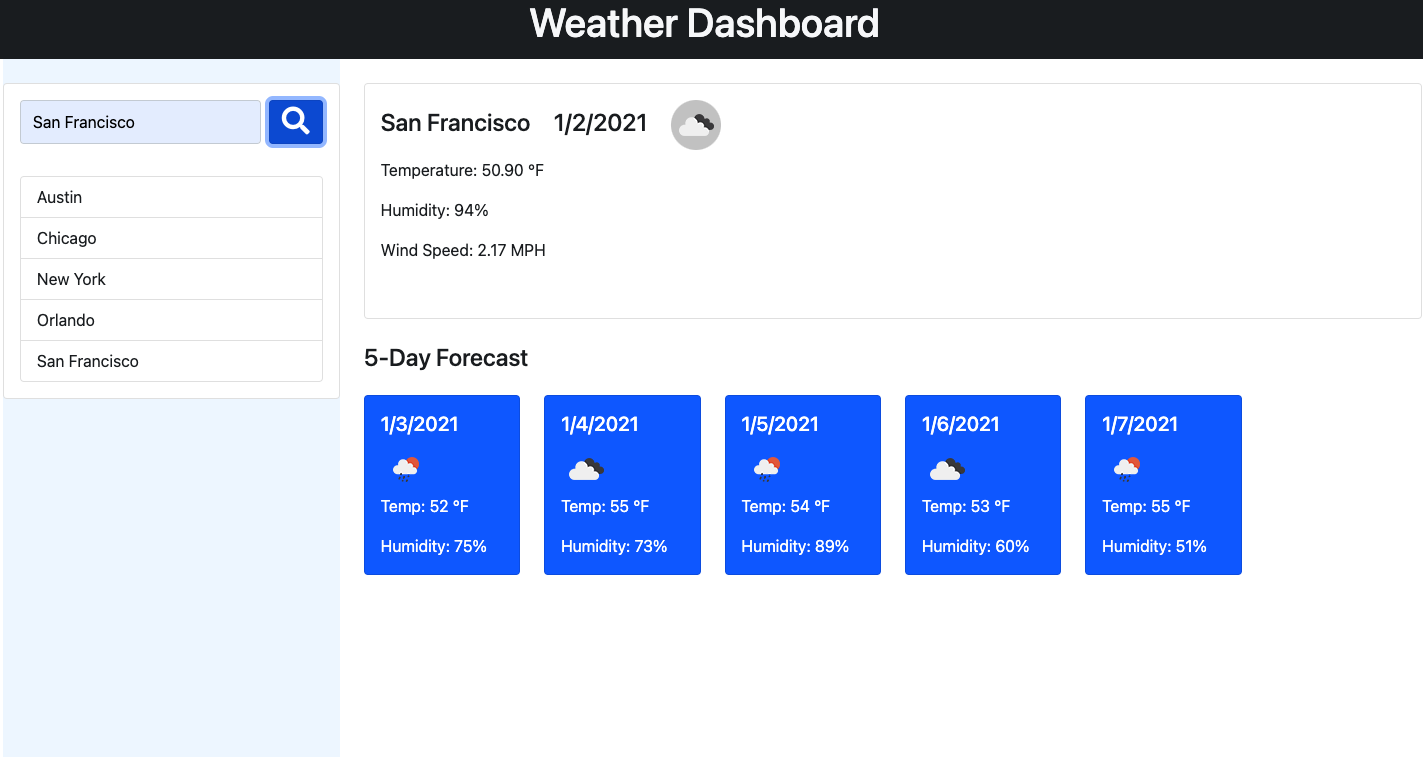 Weather Dashboard
San Francisco
Austin
Chicago
New York
Orlando
San Francisco
San Francisco 1/2/2021
Temperature: 50.90 °F
Humidity: 94%
Wind Speed: 2.17 MPH
5-Day Forecast
1/3/2021
Temp: 52 °F
Humidity: 75%
1/4/2021
Temp: 55 °F
Humidity: 73%
1/5/2021
Temp: 54 °F
Humidity: 89%
1/6/2021
Temp: 53 °F
Humidity: 60%
1/7/2021
Temp: 55 °F
Humidity: 51%